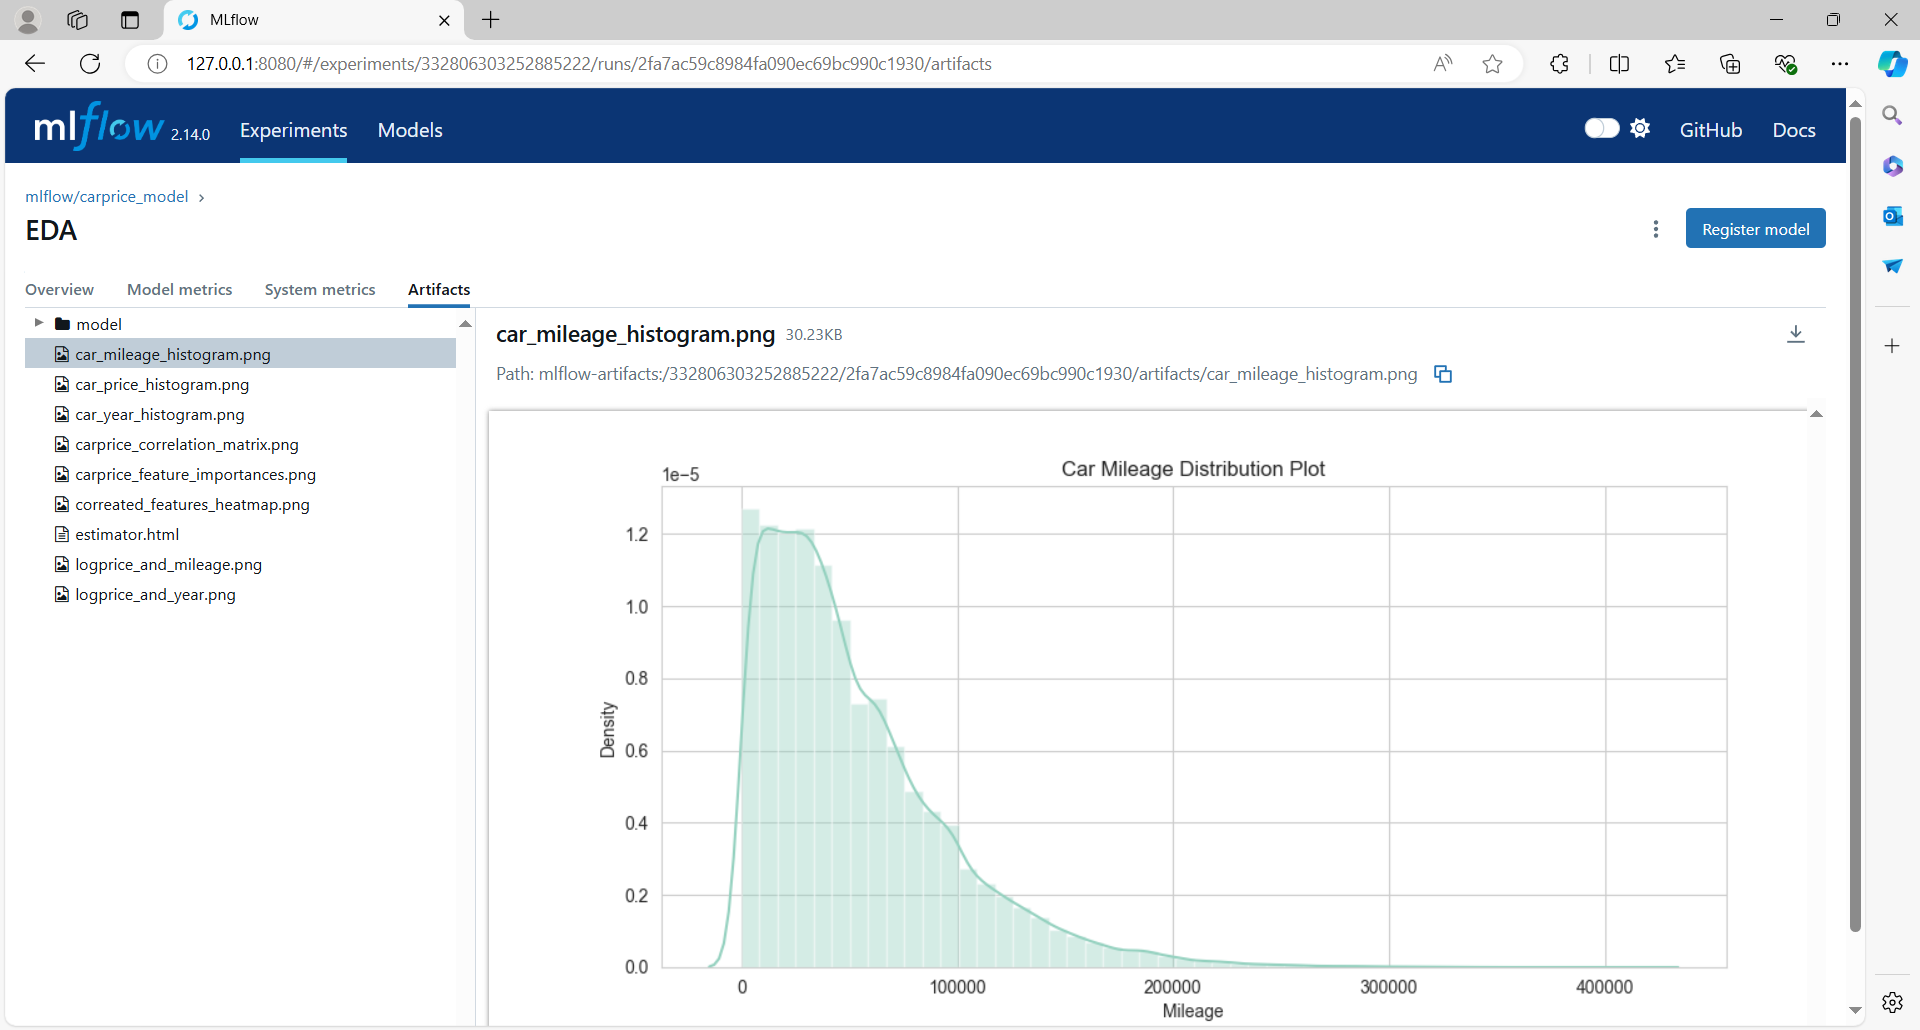 MLflow
127.0.0.1:8080/#/experiments/332806303252885222/runs/2fa7ac59c8984fa090ec69bc990c1930/artifacts
mlflow 2.14.0 Experiments Models GitHub Docs
mlflow/carprice_model
EDA
Register model
Overview Model metrics System metrics Artifacts
model
car_mileage_histogram.png
car_price_histogram.png
car_year_histogram.png
carprice_correlation_matrix.png
carprice_feature_importances.png
correated_features_heatmap.png
estimator.html
logprice_and_mileage.png
logprice_and_year.png
car_mileage_histogram.png 30.23KB
Path: mlflow-artifacts:/332806303252885222/2fa7ac59c8984fa090ec69bc990c1930/artifacts/car_mileage_histogram.png
Car Mileage Distribution Plot
1e−5
1.2
1.0
0.8
0.6
0.4
0.2
0.0
Density
0 100000 200000 300000 400000
Mileage